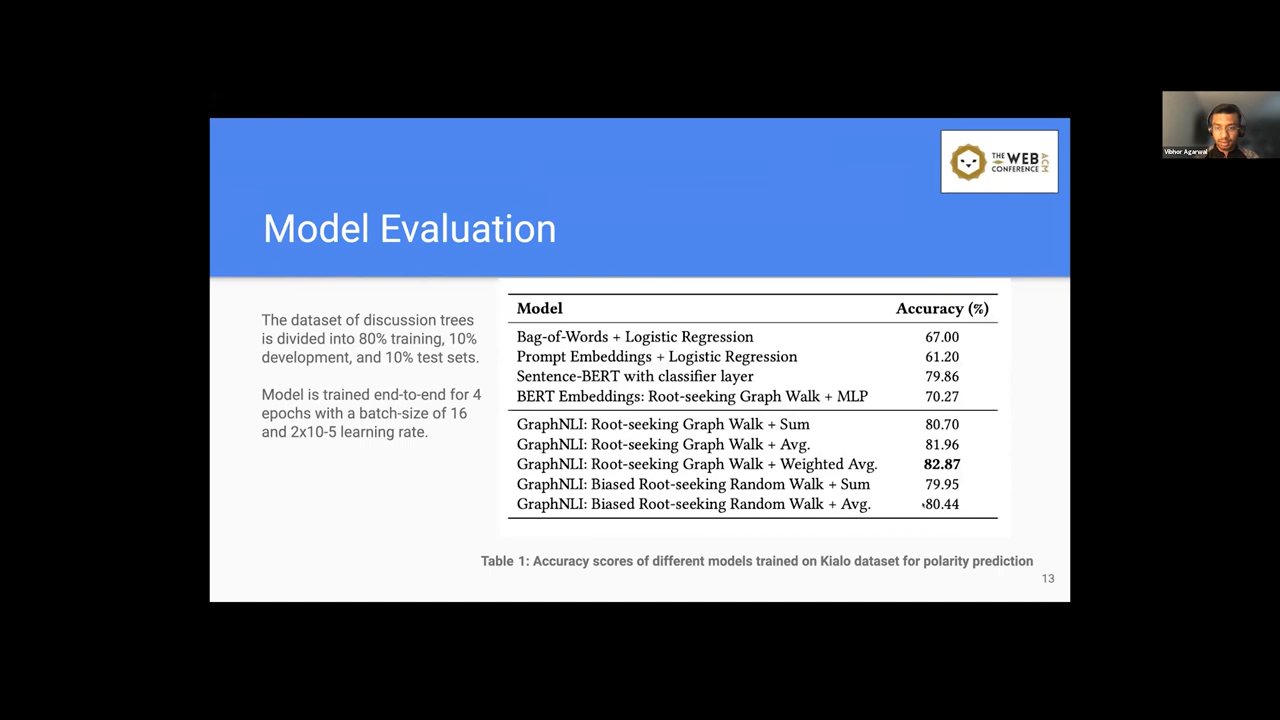 THE WEB CONFERENCE ACM
Vibhor Agarwal
Model Evaluation
The dataset of discussion trees
is divided into 80% training, 10%
development, and 10% test sets.
Model is trained end-to-end for 4
epochs with a batch-size of 16
and 2x10-5 learning rate.
Model Accuracy (%)
Bag-of-Words + Logistic Regression 67.00
Prompt Embeddings + Logistic Regression 61.20
Sentence-BERT with classifier layer 79.86
BERT Embeddings: Root-seeking Graph Walk + MLP 70.27
GraphNLI: Root-seeking Graph Walk + Sum 80.70
GraphNLI: Root-seeking Graph Walk + Avg. 81.96
GraphNLI: Root-seeking Graph Walk + Weighted Avg. 82.87
GraphNLI: Biased Root-seeking Random Walk + Sum 79.95
GraphNLI: Biased Root-seeking Random Walk + Avg. 80.44
Table 1: Accuracy scores of different models trained on Kialo dataset for polarity prediction
13